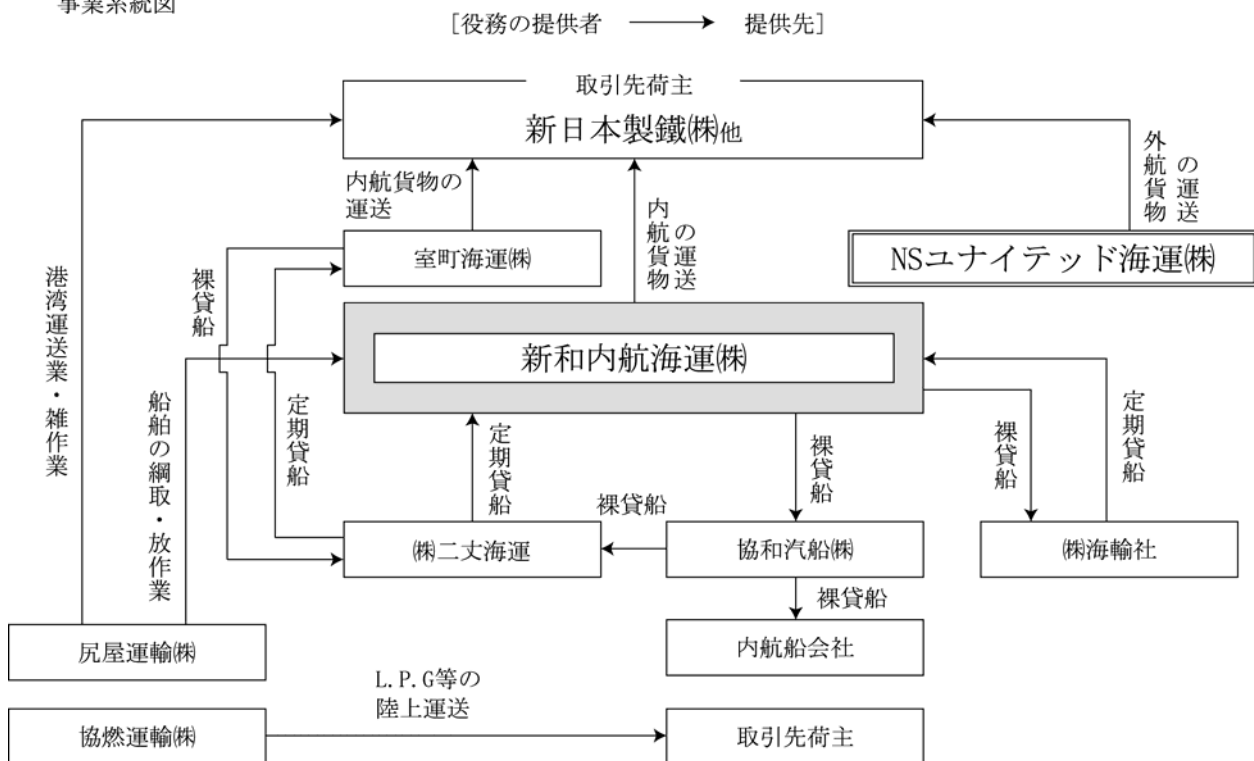 事業系統図
[役務の提供者 → 提供先]
取引先荷主
新日本製鐵㈱他
内航貨物の
運送
内航貨物
の運送
外航貨物
の運送
室町海運㈱
NSユナイテッド海運㈱
港湾運送業・雑作業
裸貸船
新和内航海運㈱
船舶の綱取・放作業
定期貸船
定期貸船
裸貸船
裸貸船
定期貸船
裸貸船
㈱二丈海運
協和汽船㈱
㈱海輸社
裸貸船
尻屋運輸㈱
内航船会社
L.P.G等の
陸上運送
協燃運輸㈱
取引先荷主